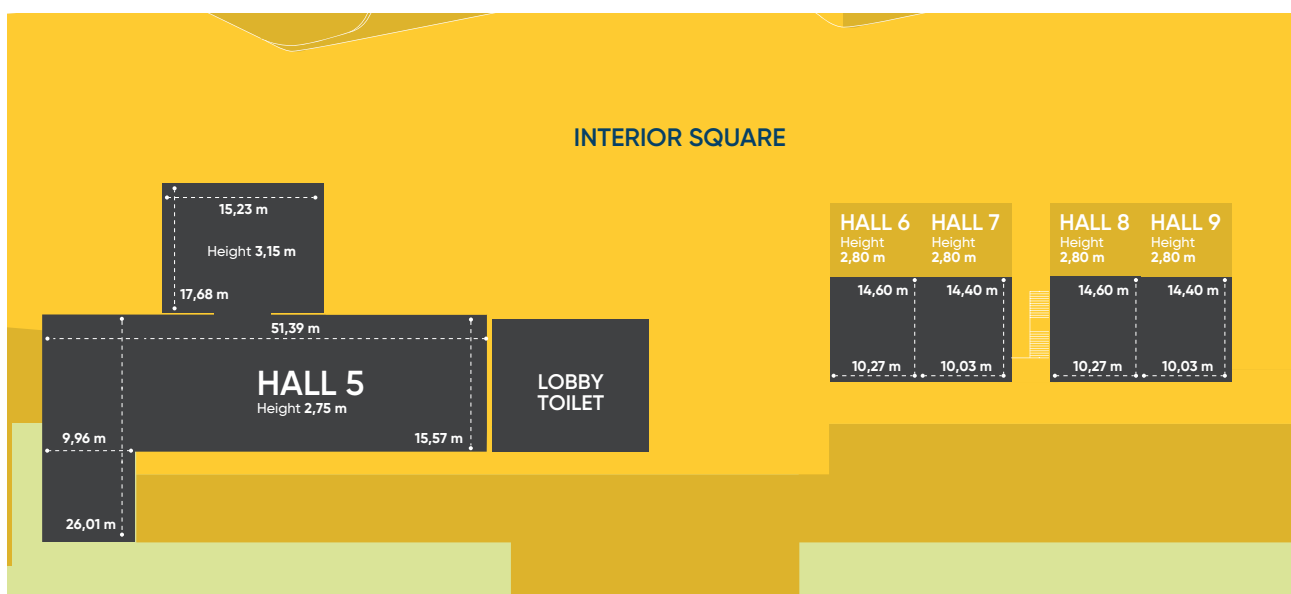 INTERIOR SQUARE
15,23 m
Height 3,15 m
17,68 m
51,39 m
HALL 5
Height 2,75 m
9,96 m
15,57 m
26,01 m
LOBBY
TOILET
HALL 6
Height
2,80 m
14,60 m
10,27 m
HALL 7
Height
2,80 m
14,40 m
10,03 m
HALL 8
Height
2,80 m
14,60 m
10,27 m
HALL 9
Height
2,80 m
14,40 m
10,03 m